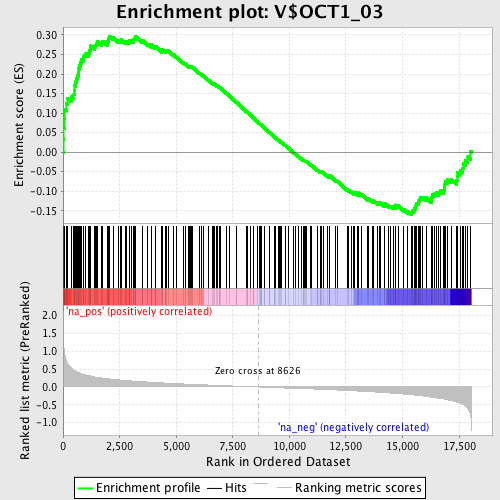 Enrichment plot: V$OCT1_03
Enrichment score (ES)
0.30
0.25
0.20
0.15
0.10
0.05
0.00
-0.05
-0.10
-0.15
'na_pos' (positively correlated)
Ranked list metric (PreRanked)
2.0
1.5
1.0
0.5
0.0
-0.5
-1.0
Zero cross at 8626
'na_neg' (negatively correlated)
0
2,500
5,000
7,500
10,000
12,500
15,000
17,500
Rank in Ordered Dataset
Enrichment profile
Hits
Ranking metric scores